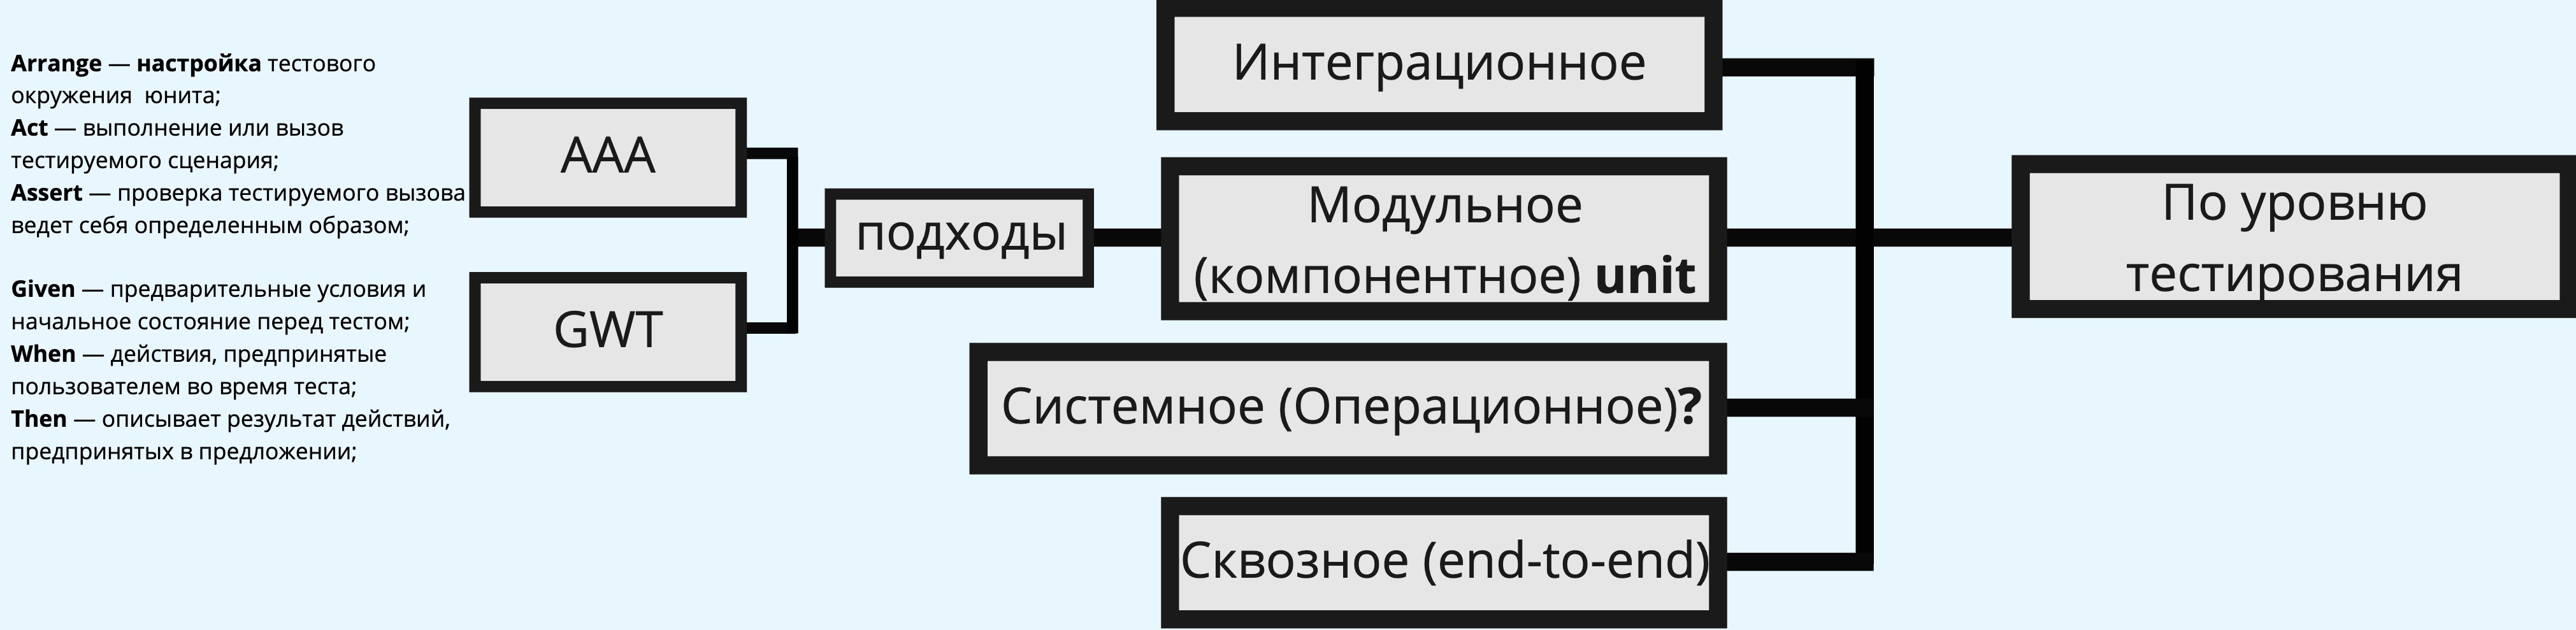 Arrange — настройка тестового
окружения юнита;
Act — выполнение или вызов
тестируемого сценария;
Assert — проверка тестируемого вызова
ведет себя определенным образом;
Given — предварительные условия и
начальное состояние перед тестом;
When — действия, предпринятые
пользователем во время теста;
Then — описывает результат действий,
предпринятых в предложении;
AAA
GWT
подходы
Интеграционное
Модульное
(компонентное) unit
Системное (Операционное)?
Сквозное (end-to-end)
По уровню
тестирования